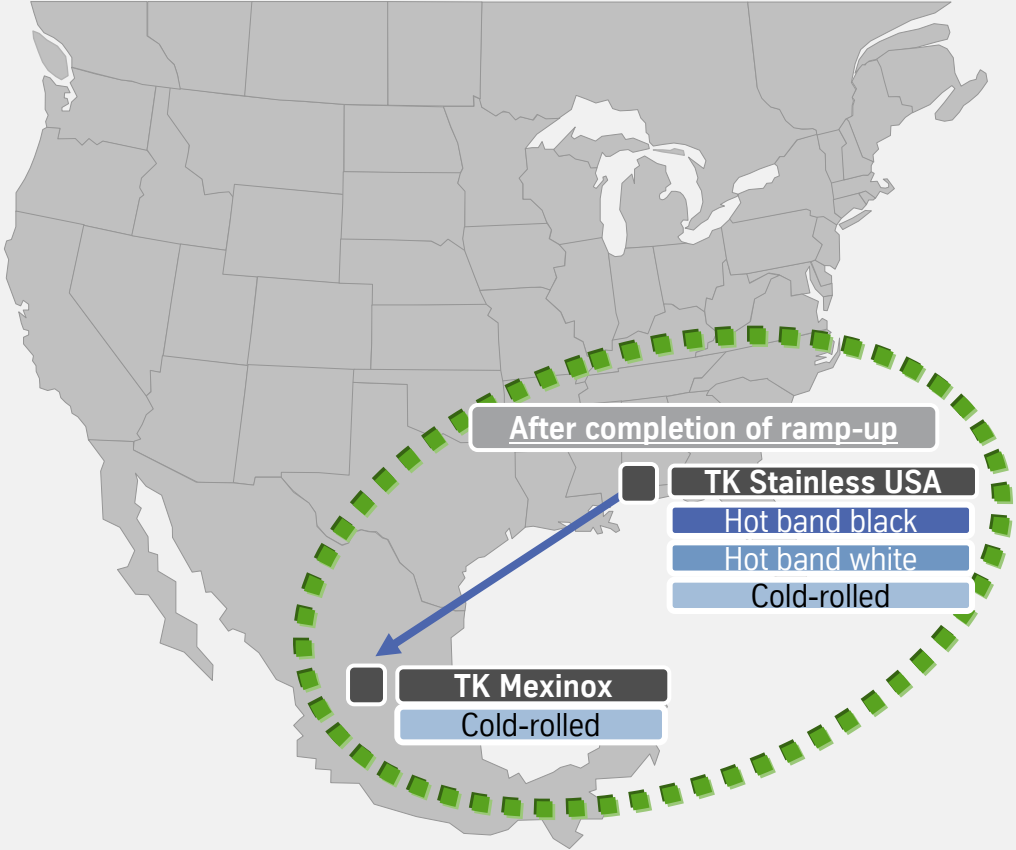 After completion of ramp-up
TK Stainless USA
Hot band black
Hot band white
Cold-rolled
TK Mexinox
Cold-rolled